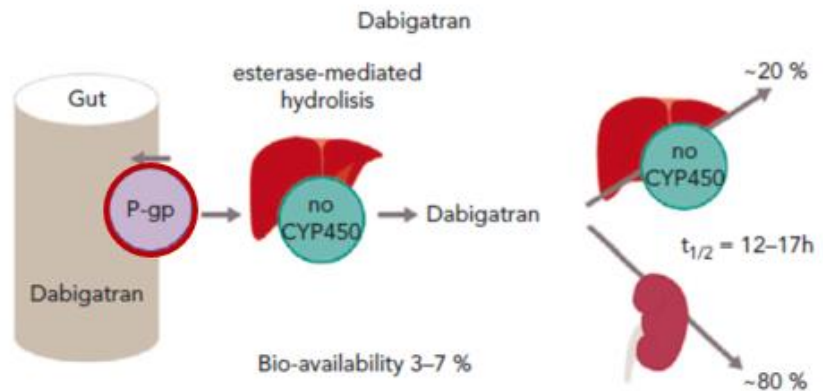 Dabigatran
esterase-mediated
hydrolisis
Gut
P-gp
no
CYP450
Dabigatran
Dabigatran
Bio-availability 3–7 %
~20 %
no
CYP450
t1/2 = 12–17h
~80 %